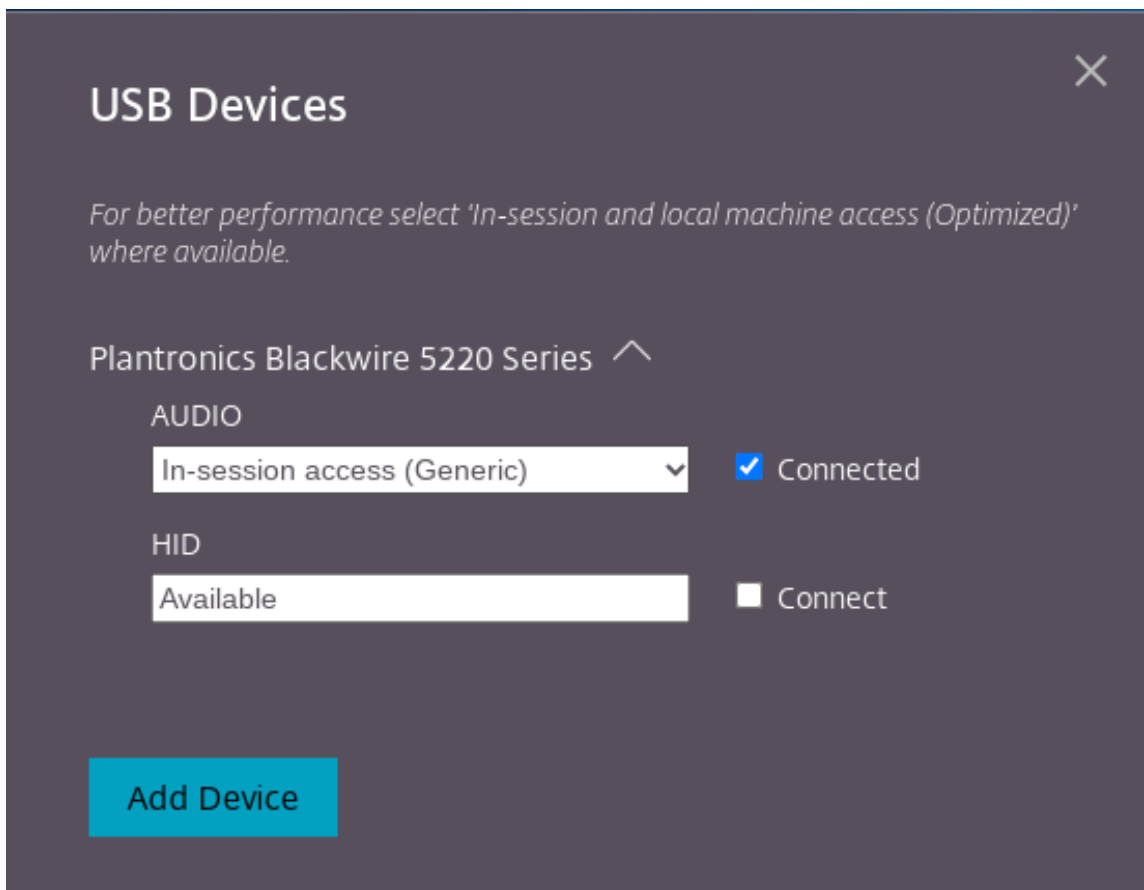 USB Devices
For better performance select 'In-session and local machine access (Optimized)'
where available.
Plantronics Blackwire 5220 Series
AUDIO
In-session access (Generic)
Connected
HID
Available
Connect
Add Device